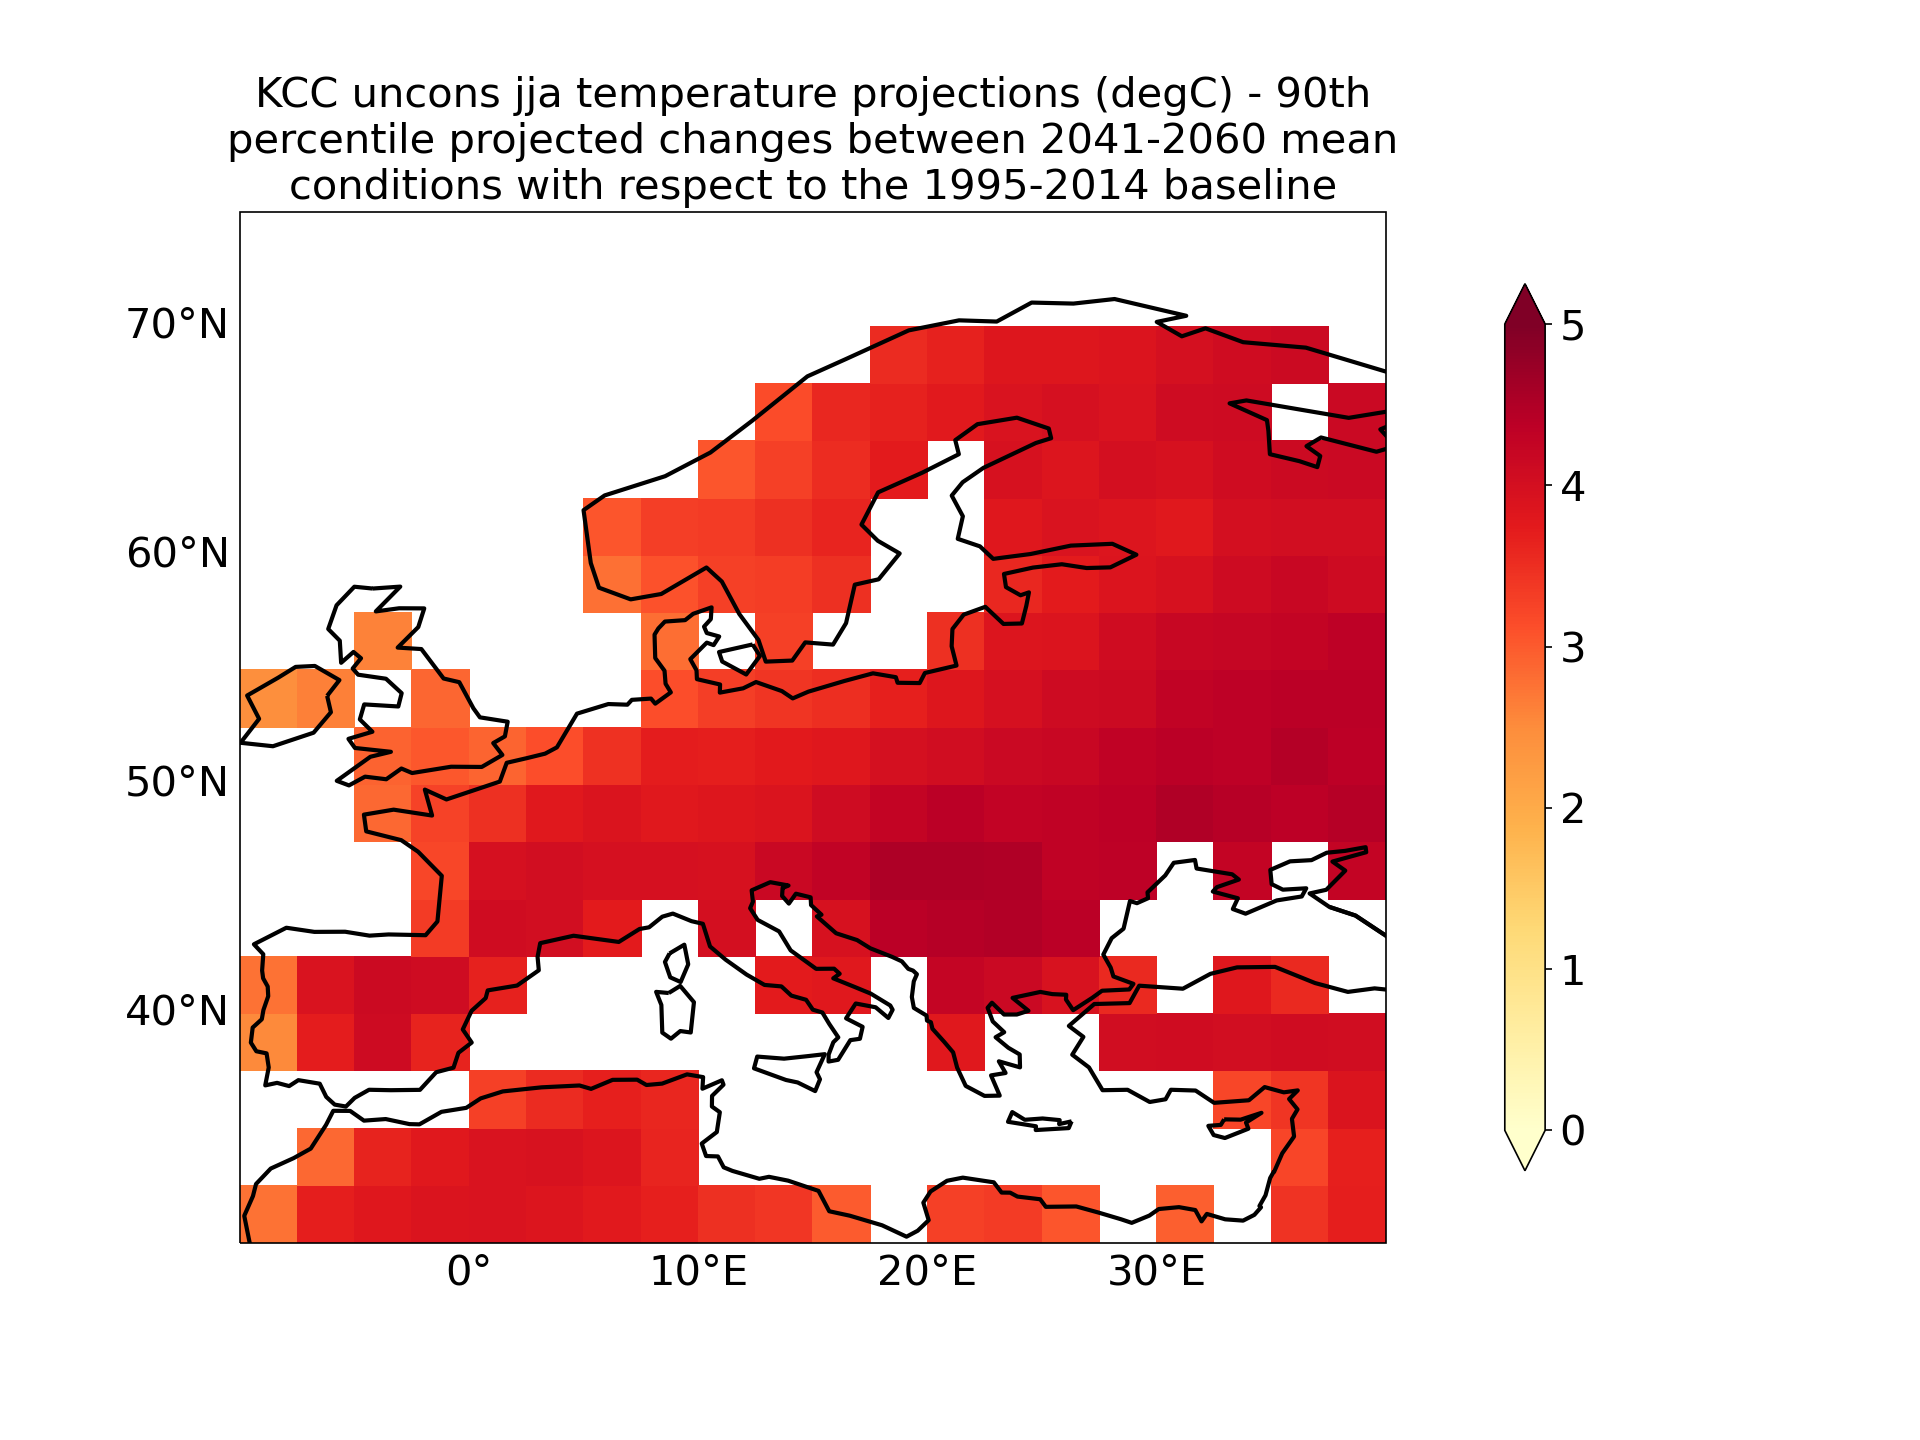 KCC uncons jja temperature projections (degC) - 90th
percentile projected changes between 2041-2060 mean
conditions with respect to the 1995-2014 baseline
70°N
60°N
50°N
40°N
0°
10°E
20°E
30°E
5
4
3
2
1
0